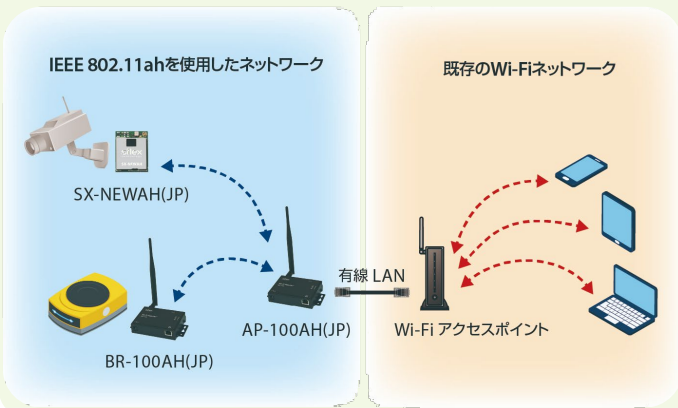 IEEE 802.11ahを使用したネットワーク
既存のWi-Fiネットワーク
SX-NEWAH(JP)
有線 LAN
AP-100AH(JP)
Wi-Fi アクセスポイント
BR-100AH(JP)